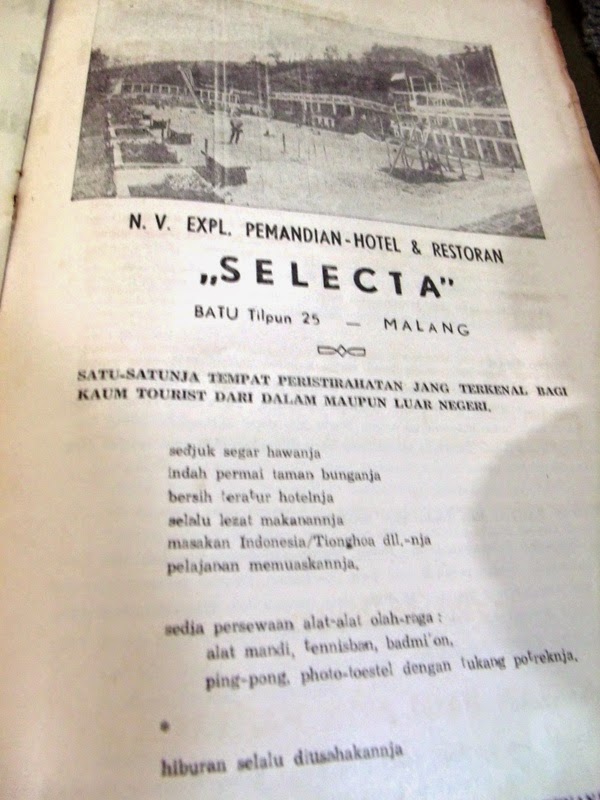 N. V. EXPL. PEMANDIAN-HOTEL & RESTORAN
„SELECTA"
BATU Tilpun 25 — MALANG
SATU-SATUNJA TEMPAT PERISTIRAHATAN JANG TERKENAL BAGI
KAUM TOURIST DARI DALAM MAUPUN LUAR NEGERI.
sedjuk segar hawanja
indah permai taman bunganja
bersih teratur hotelnja
selalu lezat makanannja
masakan Indonesia/Tionghoa dll.-nja
pelajanan memuaskannja.
sedia persewaan alat-alat olah-raga :
alat mandi, tennisban, badmi'on,
ping-pong, photo-toestel dengan tukang potreknja.
*
hiburan selalu diusahakannja